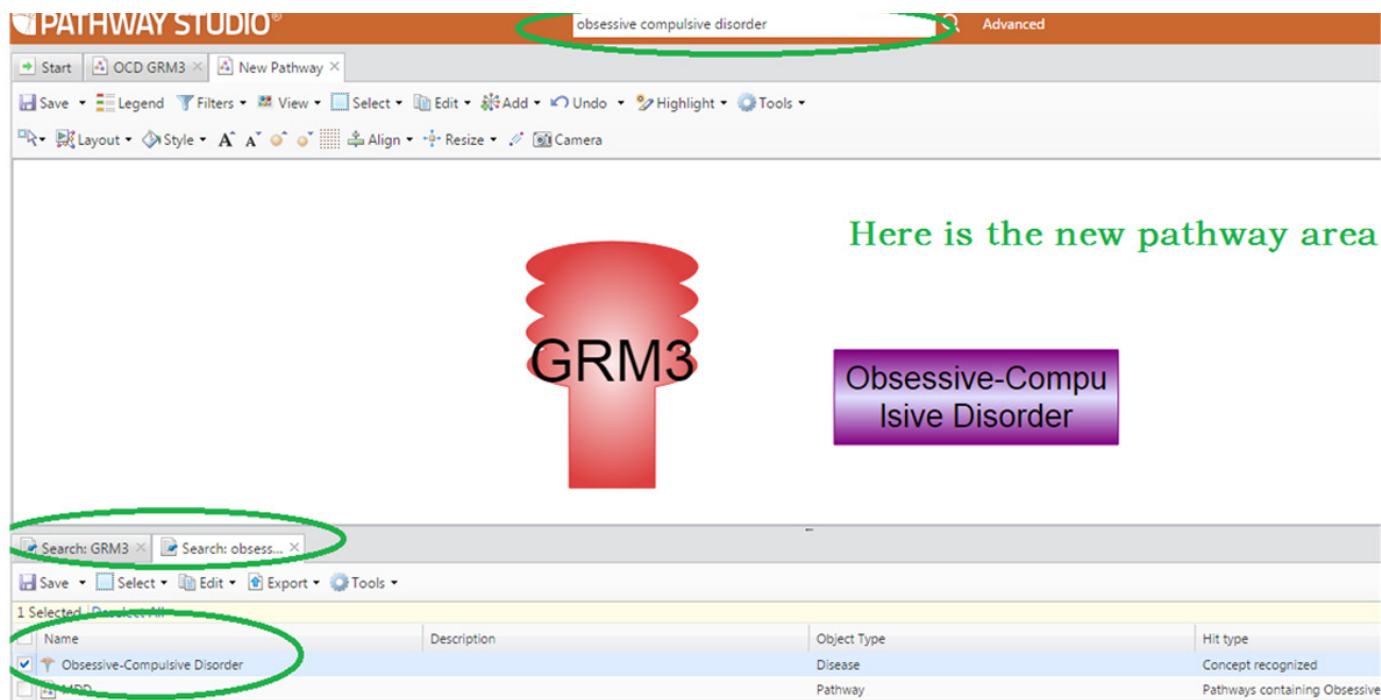 PATHWAY STUDIO®
obsessive compulsive disorder
Advanced
Start OCD GRM3 × New Pathway ×
Save Legend Filters View Select Edit Add Undo Highlight Tools
Layout Style A A Align Resize Camera
Here is the new pathway area
GRM3
Obsessive-Compu
lsive Disorder
Search: GRM3 × Search: obsess... ×
Save Select Edit Export Tools
1 Selected Deselect All
Name Description Object Type Hit type
Obsessive-Compulsive Disorder Disease Concept recognized
MDD Pathway Pathways containing Obsessive